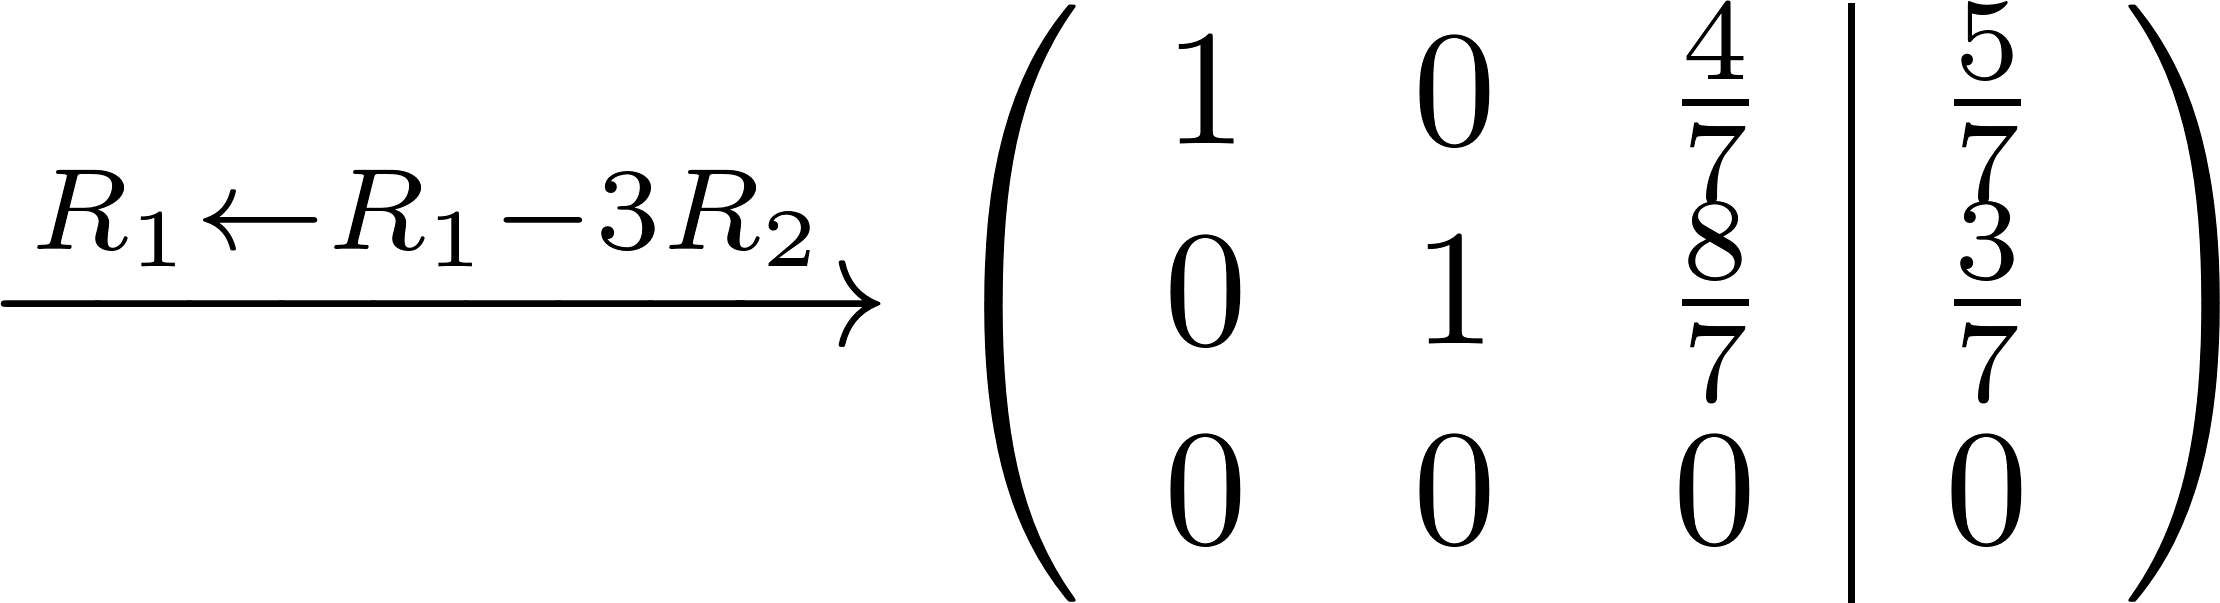 R₁←R₁−3R₂
1 0 4/7 | 5/7
0 1 8/7 | 3/7
0 0 0 | 0